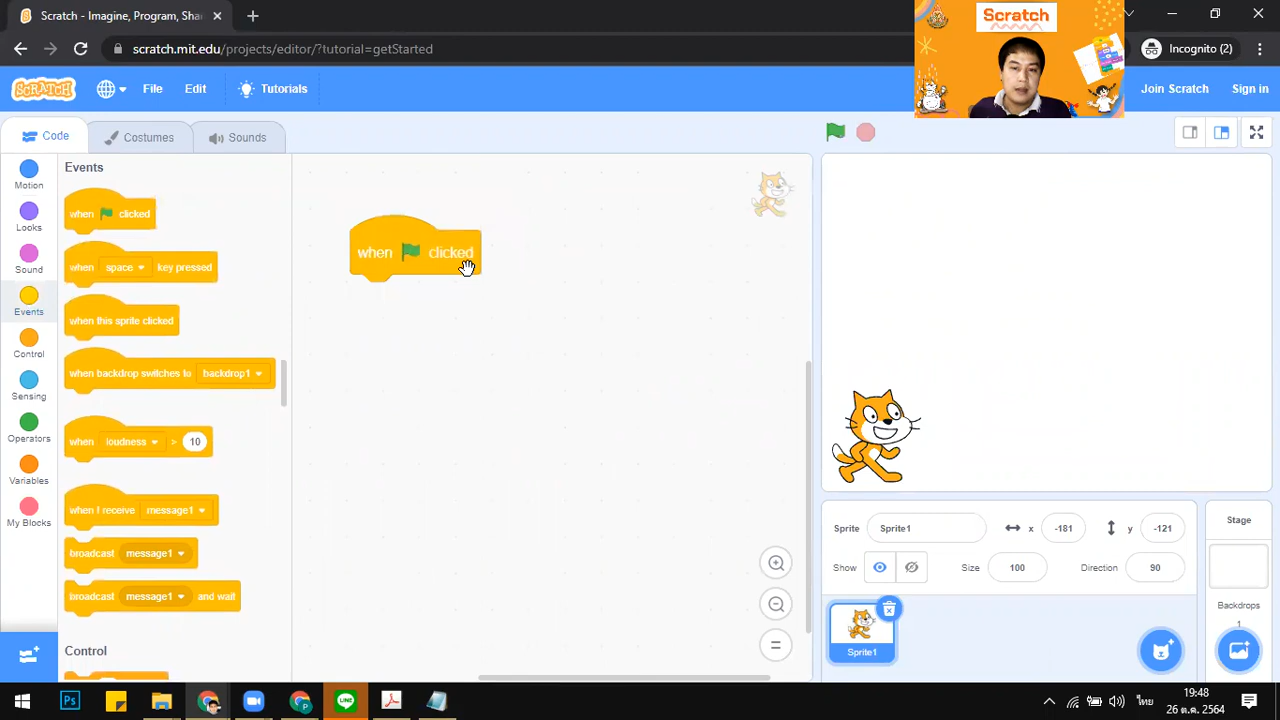 Scratch - Imagine, Program, Shar
Scratch
scratch.mit.edu/projects/editor/?tutorial=getStarted
Incognito (2)
SCRATCH
File
Edit
Tutorials
Join Scratch
Sign in
Code
Costumes
Sounds
Motion
Looks
Sound
Events
Control
Sensing
Operators
Variables
My Blocks
Events
when clicked
when space key pressed
when this sprite clicked
when backdrop switches to backdrop1
when loudness > 10
when I receive message1
broadcast message1
broadcast message1 and wait
Control
when clicked
Sprite
Sprite1
x
-181
y
-121
Show
Size
100
Direction
90
Sprite1
Stage
Backdrops
1
Ps
P
LINE
ไทย
19:48
26 ต.ค. 2564